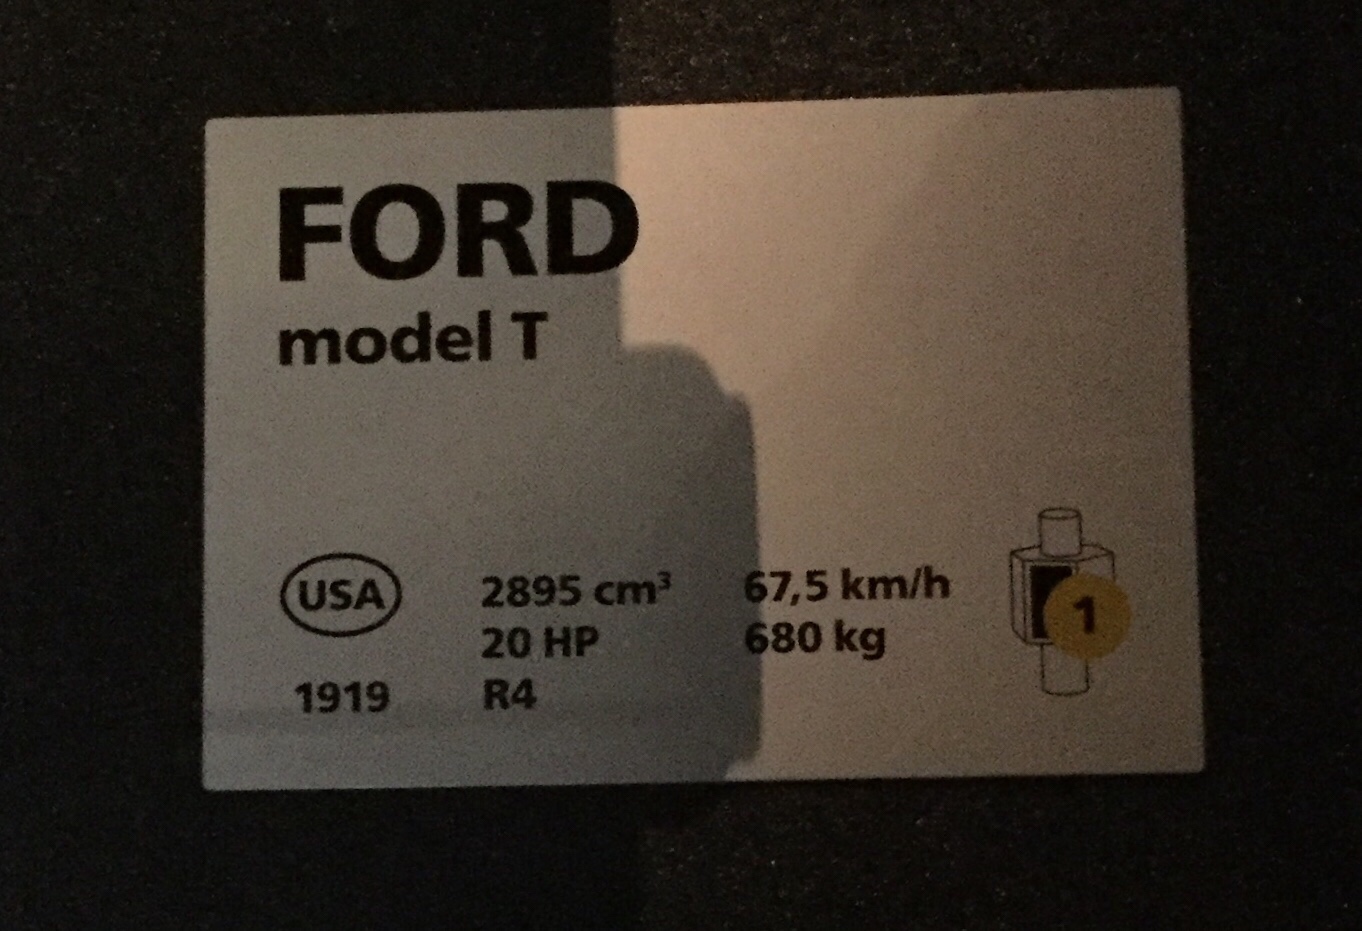 FORD
model T
USA
1919
2895 cm³
20 HP
R4
67,5 km/h
680 kg
1